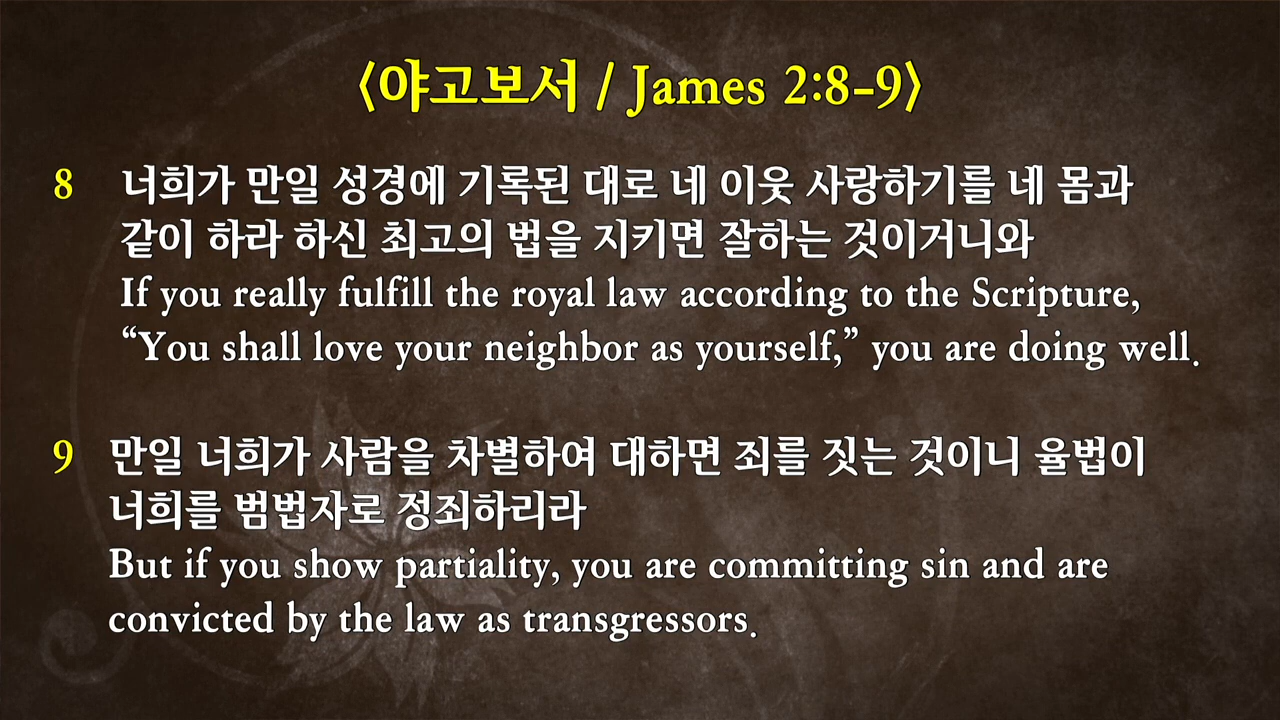 〈야고보서 / James 2:8-9〉
8 너희가 만일 성경에 기록된 대로 네 이웃 사랑하기를 네 몸과
같이 하라 하신 최고의 법을 지키면 잘하는 것이거니와
If you really fulfill the royal law according to the Scripture,
“You shall love your neighbor as yourself,” you are doing well.
9 만일 너희가 사람을 차별하여 대하면 죄를 짓는 것이니 율법이
너희를 범법자로 정죄하리라
But if you show partiality, you are committing sin and are
convicted by the law as transgressors.